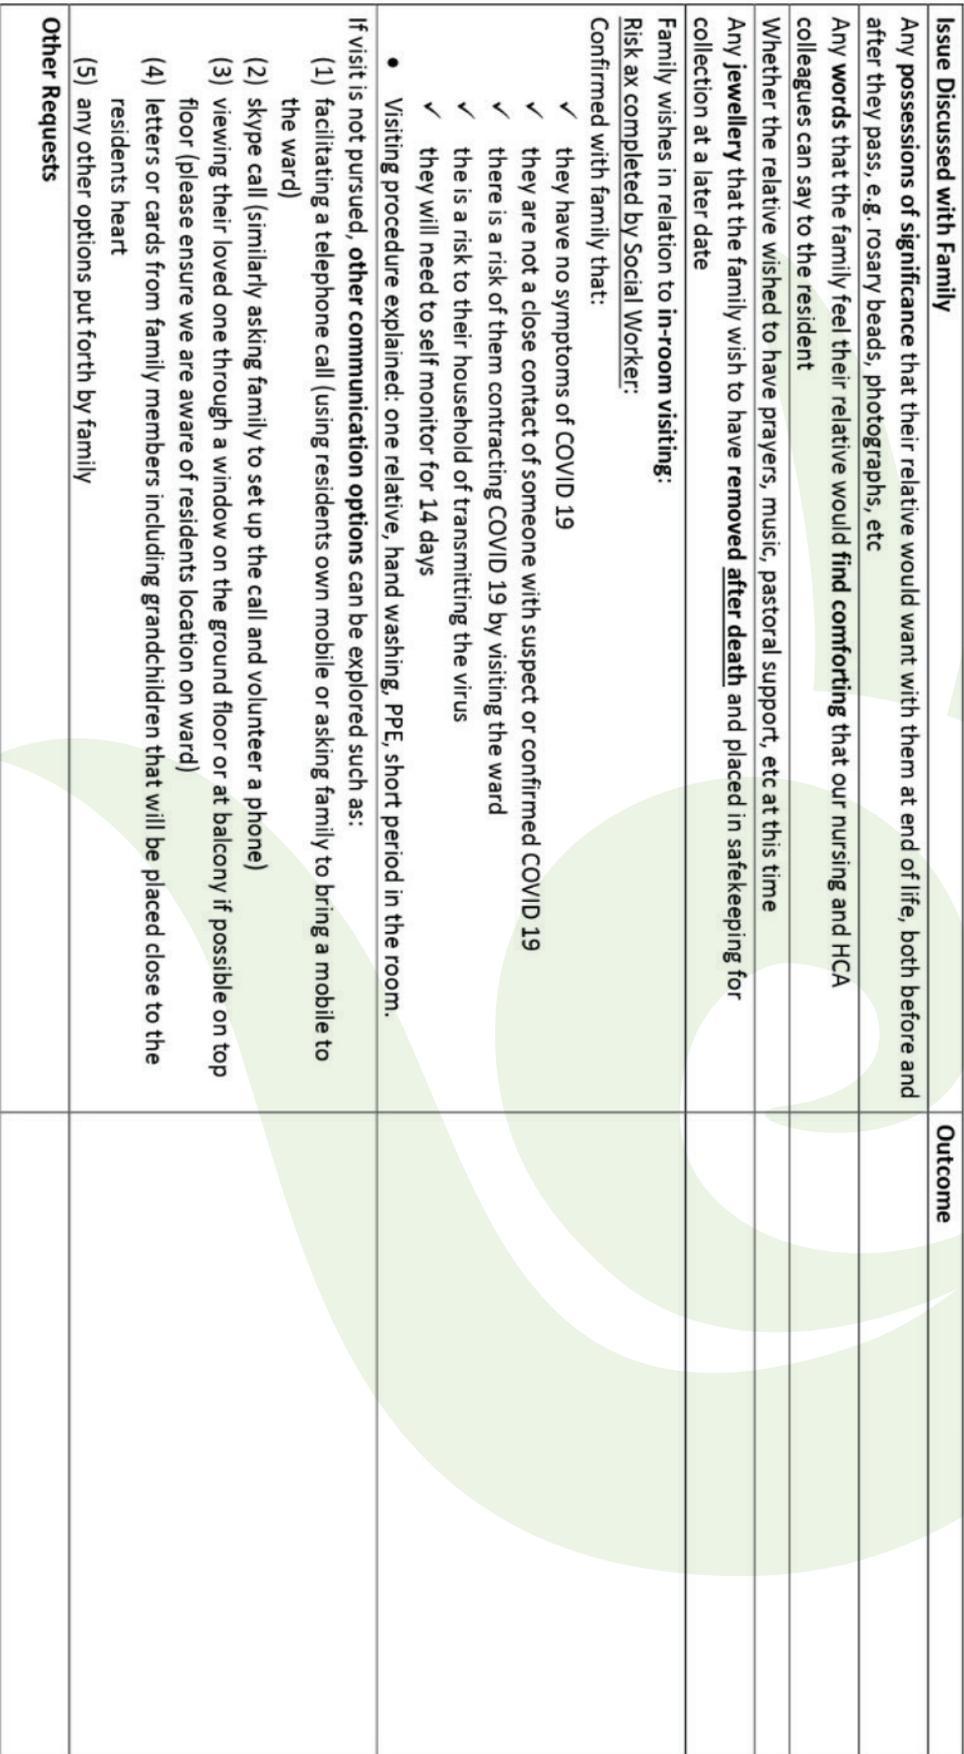 Issue Discussed with Family
Outcome
Any possessions of significance that their relative would want with them at end of life, both before and
after they pass, e.g. rosary beads, photographs, etc
Any words that the family feel their relative would find comforting that our nursing and HCA
colleagues can say to the resident
Whether the relative wished to have prayers, music, pastoral support, etc at this time
Any jewellery that the family wish to have removed after death and placed in safekeeping for
collection at a later date
Family wishes in relation to in-room visiting:
Risk ax completed by Social Worker:
Confirmed with family that:
✓ they have no symptoms of COVID 19
✓ they are not a close contact of someone with suspect or confirmed COVID 19
✓ there is a risk of them contracting COVID 19 by visiting the ward
✓ the is a risk to their household of transmitting the virus
✓ they will need to self monitor for 14 days
• Visiting procedure explained: one relative, hand washing, PPE, short period in the room.
If visit is not pursued, other communication options can be explored such as:
(1) facilitating a telephone call (using residents own mobile or asking family to bring a mobile to
the ward)
(2) skype call (similarly asking family to set up the call and volunteer a phone)
(3) viewing their loved one through a window on the ground floor or at balcony if possible on top
floor (please ensure we are aware of residents location on ward)
(4) letters or cards from family members including grandchildren that will be placed close to the
residents heart
(5) any other options put forth by family
Other Requests